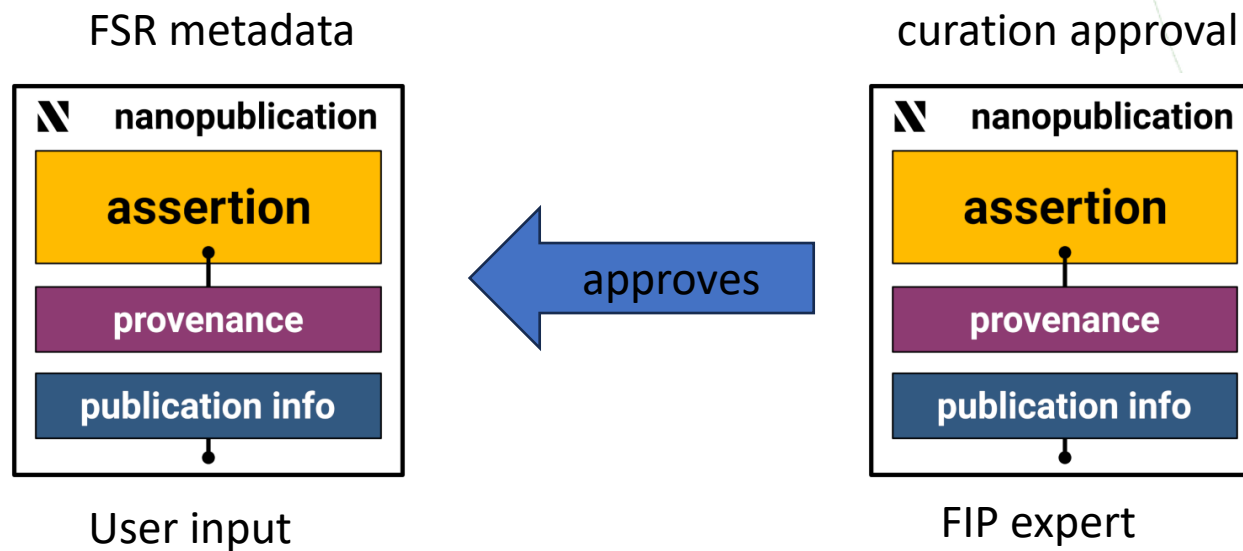 FSR metadata
nanopublication
assertion
provenance
publication info
User input
approves
curation approval
nanopublication
assertion
provenance
publication info
FIP expert